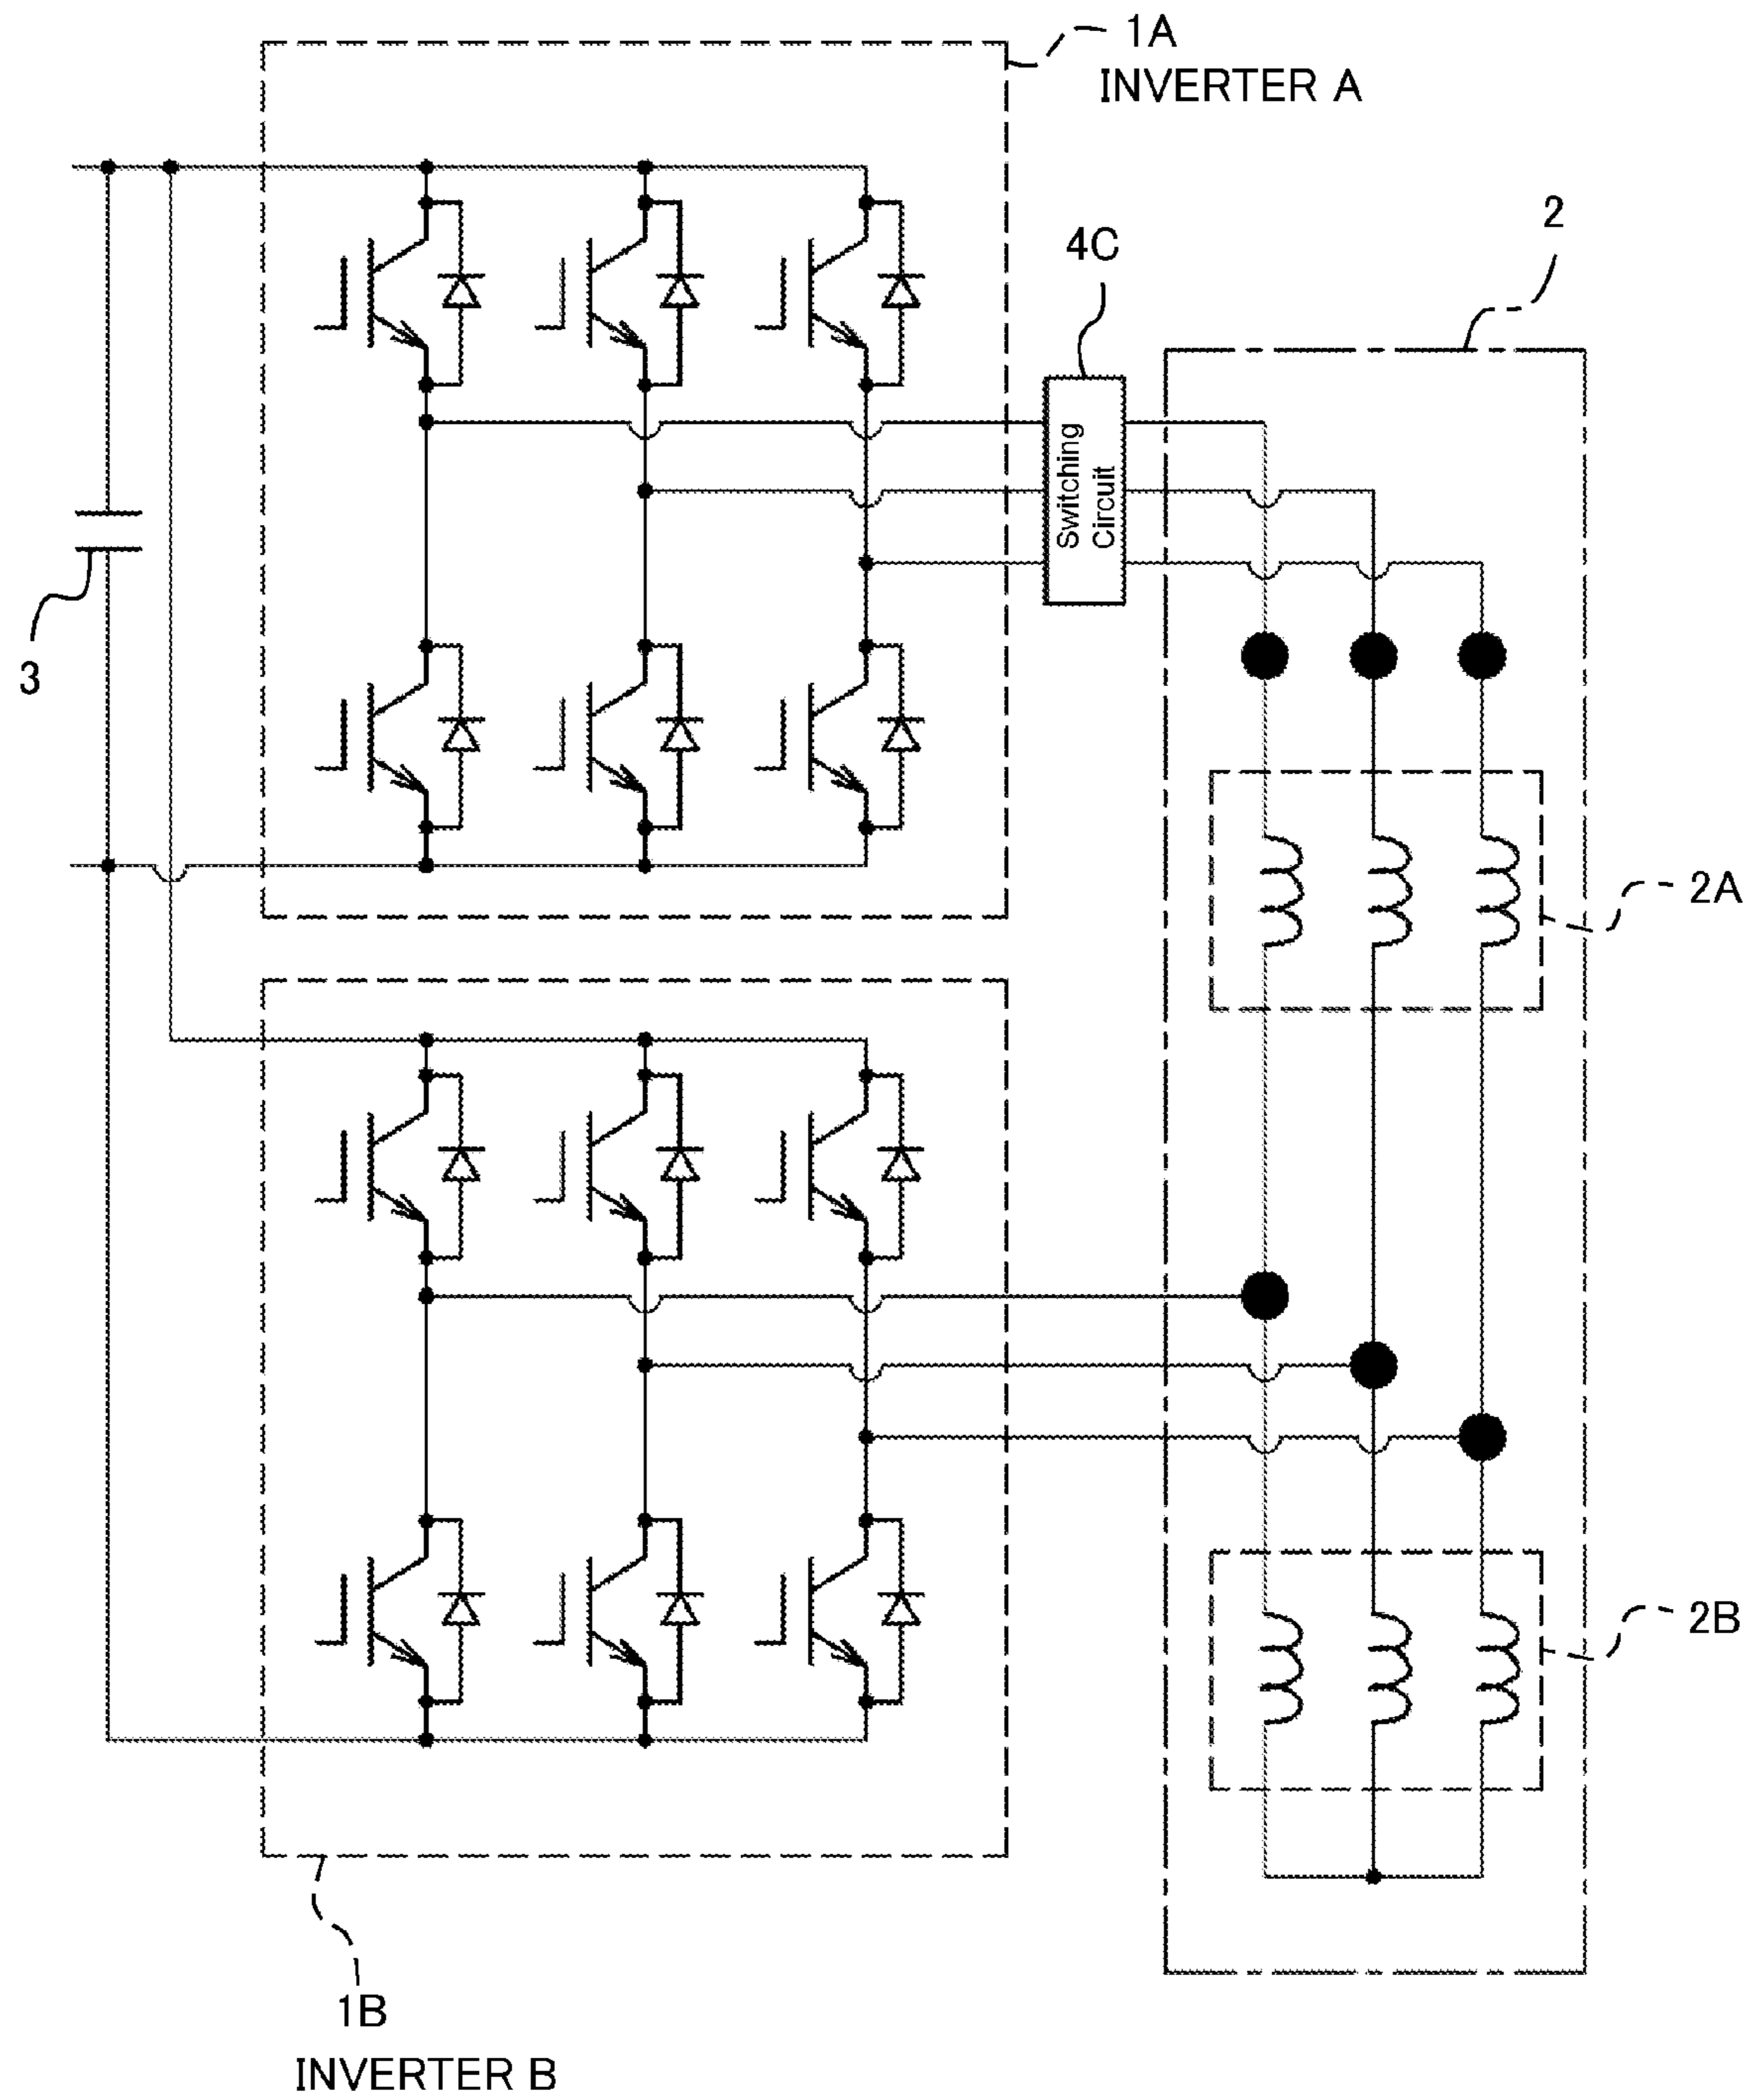 1A
INVERTER A
2
4C
Switching
Circuit
3
2A
2B
1B
INVERTER B